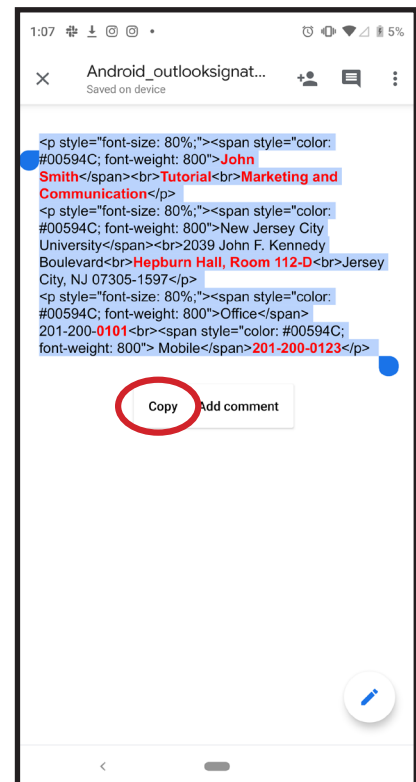 1:07 5%
Android_outlooksignat...
Saved on device
<p style="font-size: 80%;"><span style="color:
#00594C; font-weight: 800">John
Smith</span><br>Tutorial<br>Marketing and
Communication</p>
<p style="font-size: 80%;"><span style="color:
#00594C; font-weight: 800">New Jersey City
University</span><br>2039 John F. Kennedy
Boulevard<br>Hepburn Hall, Room 112-D<br>Jersey
City, NJ 07305-1597</p>
<p style="font-size: 80%;"><span style="color:
#00594C; font-weight: 800">Office</span>
201-200-0101<br><span style="color: #00594C;
font-weight: 800"> Mobile</span>201-200-0123</p>
Copy Add comment